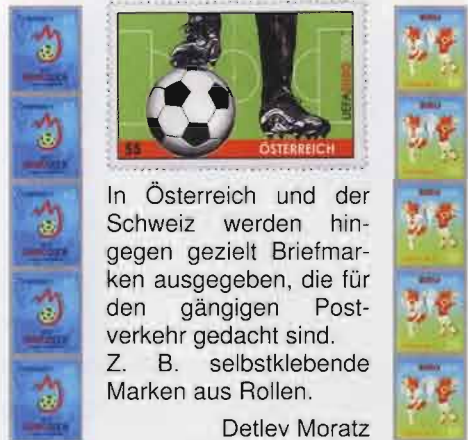 UEFA EURO
55
ÖSTERREICH
In Österreich und der
Schweiz werden hin-
gegen gezielt Briefmar-
ken ausgegeben, die für
den gängigen Post-
verkehr gedacht sind.
Z. B. selbstklebende
Marken aus Rollen.
Detlev Moratz